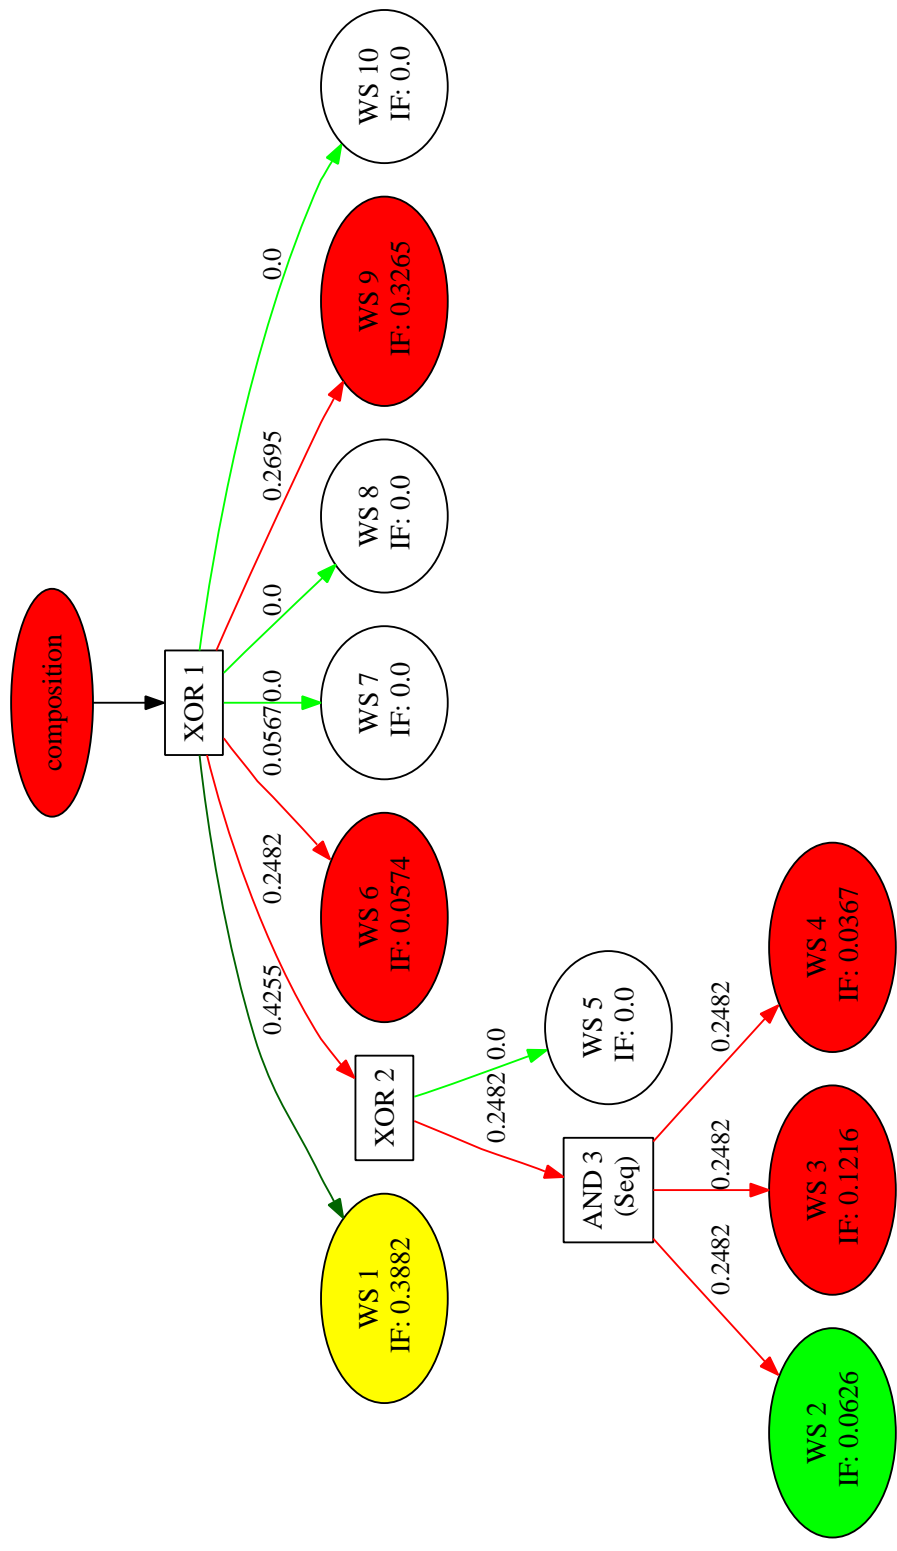 composition
XOR 1
0.4255
0.2482
0.0567
0.0
0.0
0.2695
0.0
WS 1
IF: 0.3882
XOR 2
WS 6
IF: 0.0574
WS 7
IF: 0.0
WS 8
IF: 0.0
WS 9
IF: 0.3265
WS 10
IF: 0.0
0.2482
0.0
AND 3
(Seq)
WS 5
IF: 0.0
0.2482
0.2482
0.2482
WS 2
IF: 0.0626
WS 3
IF: 0.1216
WS 4
IF: 0.0367